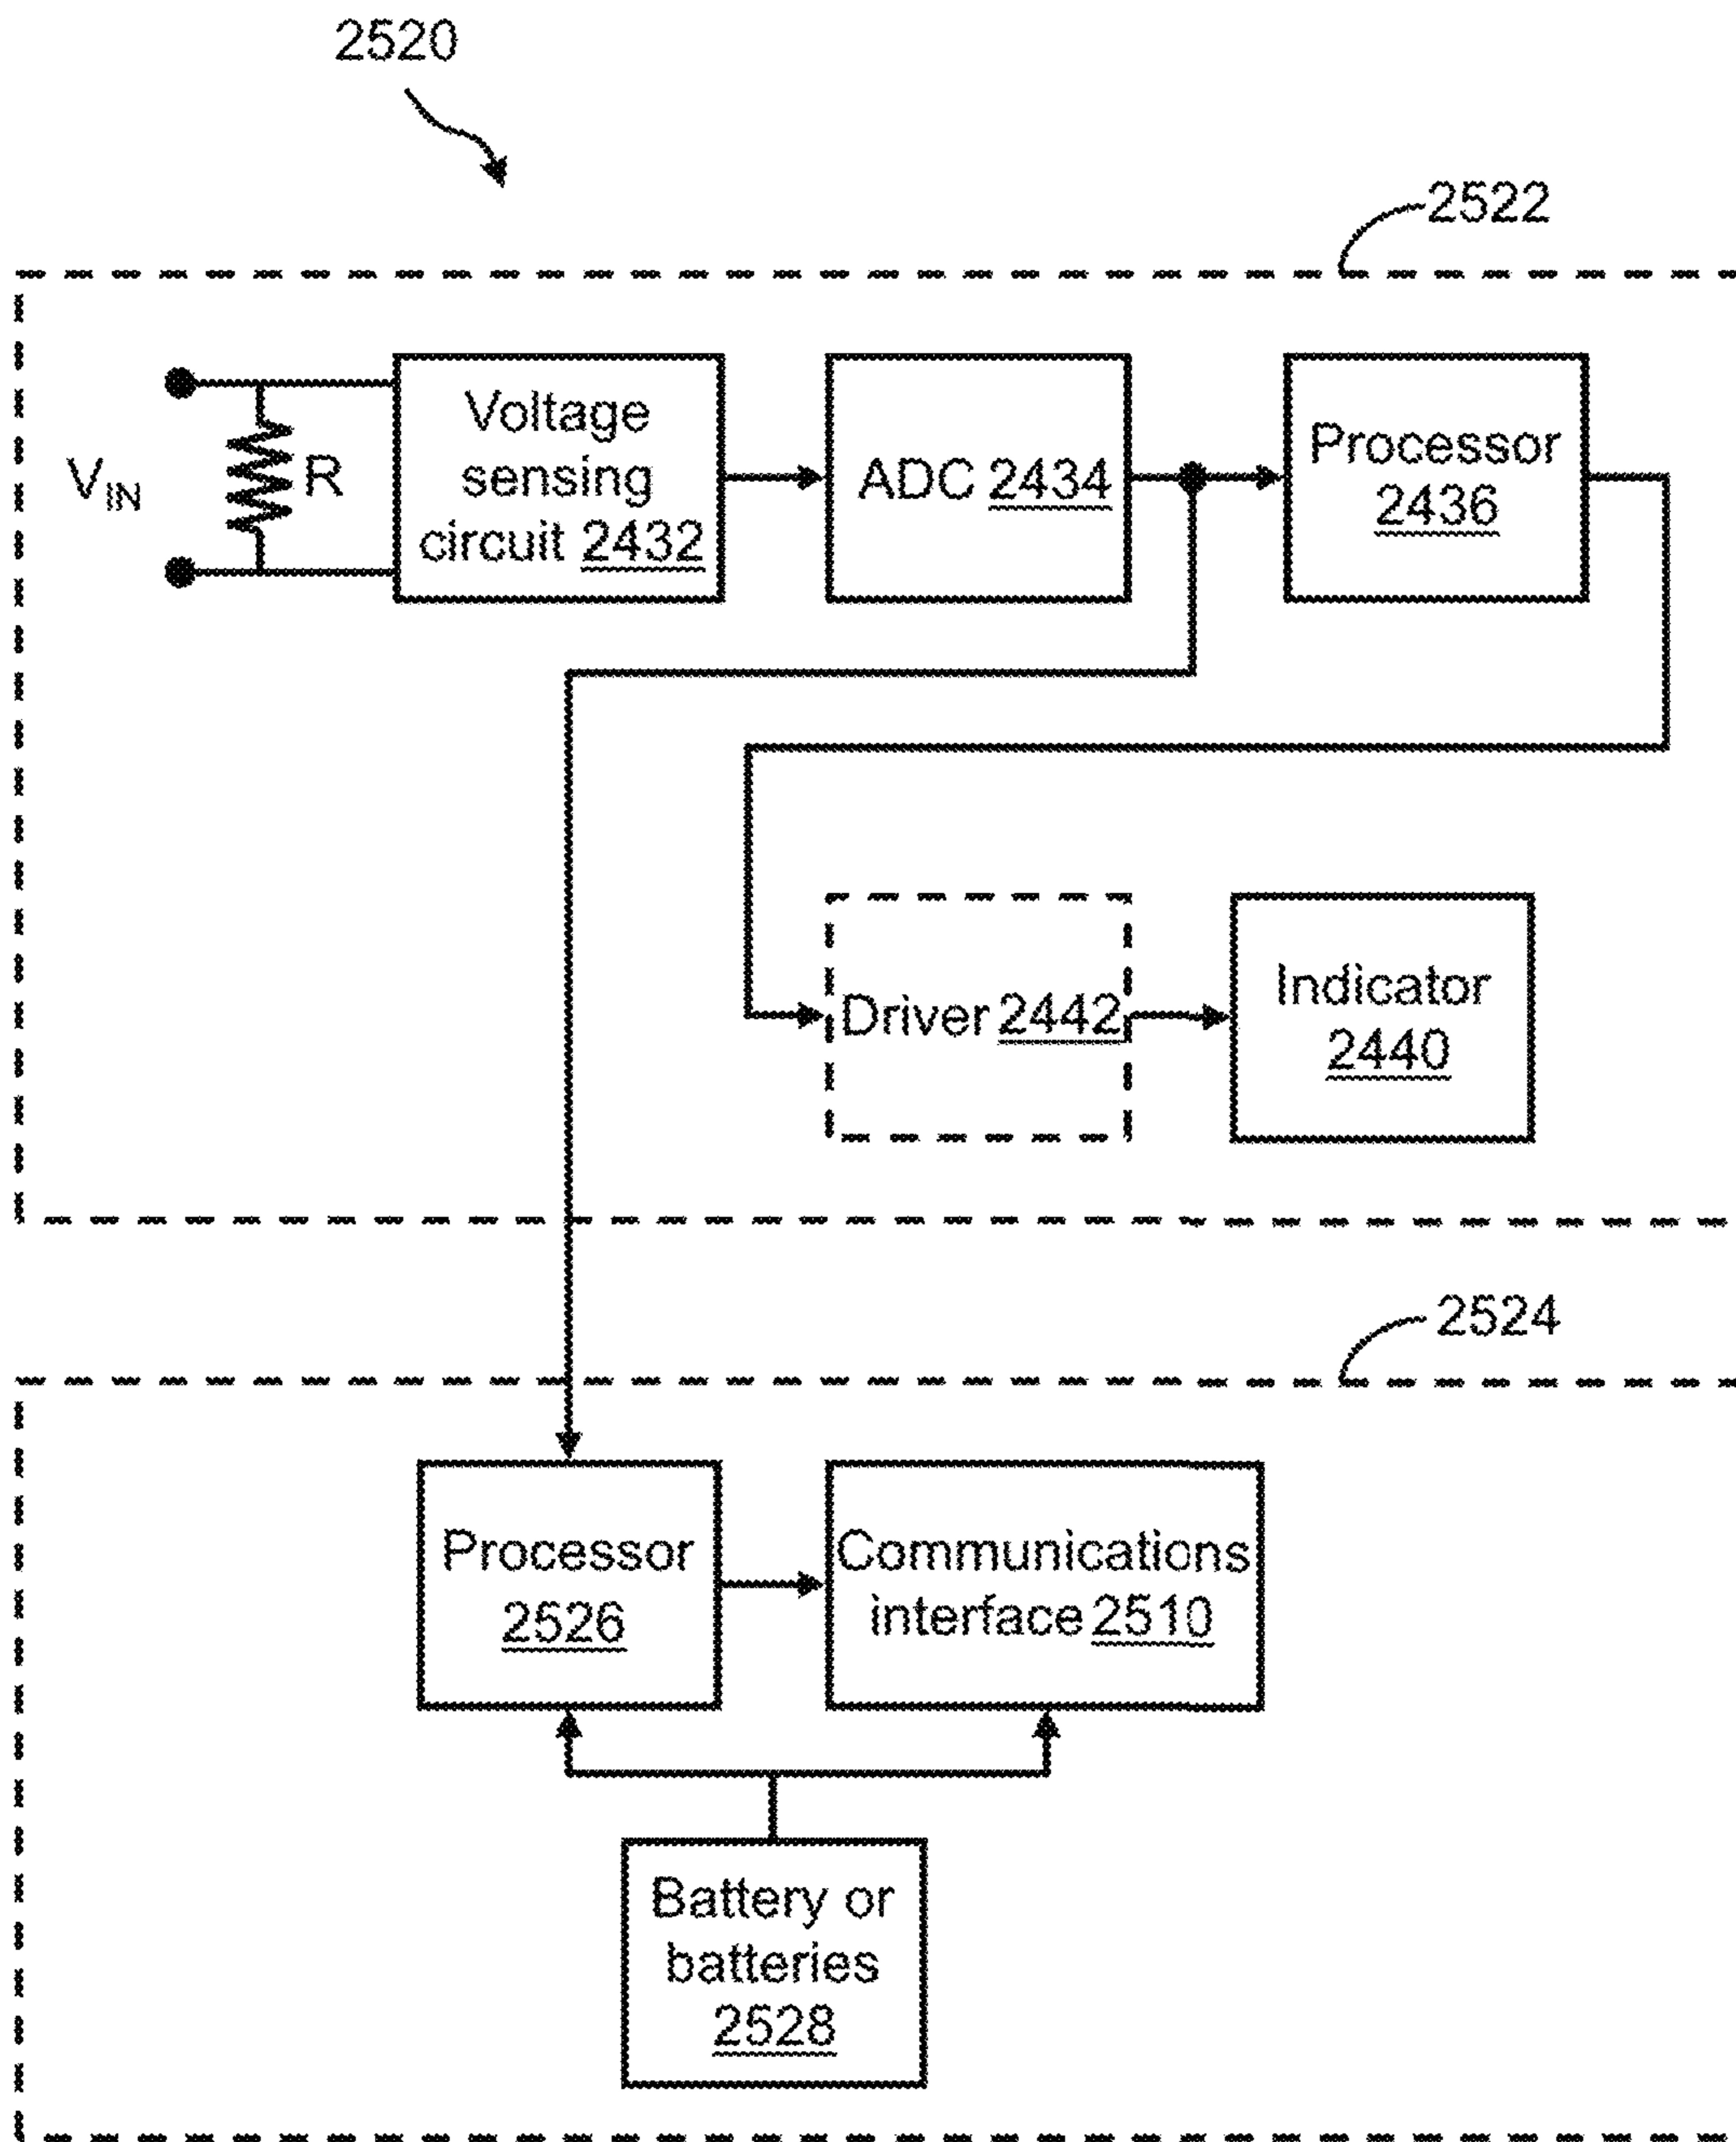 2520
2522
Voltage
sensing
circuit 2432
ADC 2434
Processor
2436
V_IN
R
Driver 2442
Indicator
2440
2524
Processor
2526
Communications
interface 2510
Battery or
batteries
2528